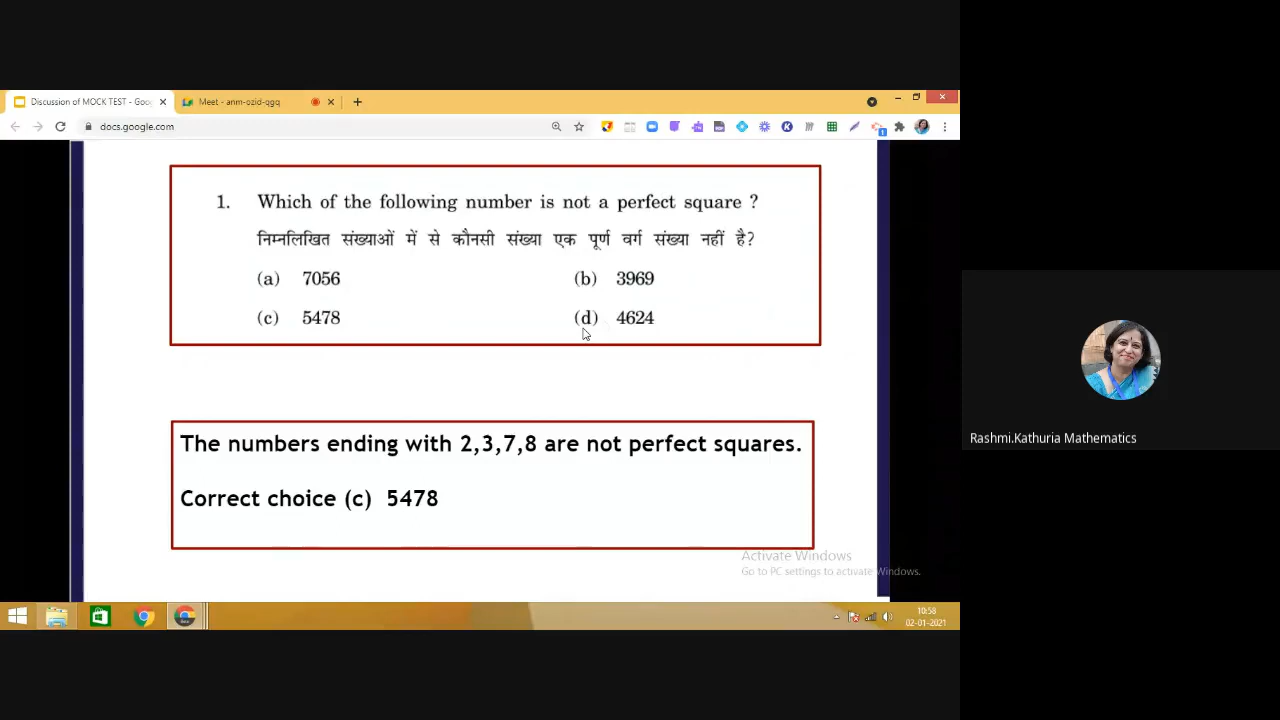 Discussion of MOCK TEST - Goo
Meet - anm-ozid-qgq
docs.google.com
1. Which of the following number is not a perfect square ?
निम्नलिखित संख्याओं में से कौनसी संख्या एक पूर्ण वर्ग संख्या नहीं है?
(a) 7056 (b) 3969
(c) 5478 (d) 4624
Rashmi.Kathuria Mathematics
The numbers ending with 2,3,7,8 are not perfect squares.
Correct choice (c) 5478
Activate Windows
Go to PC settings to activate Windows.
10:58
02-01-2021